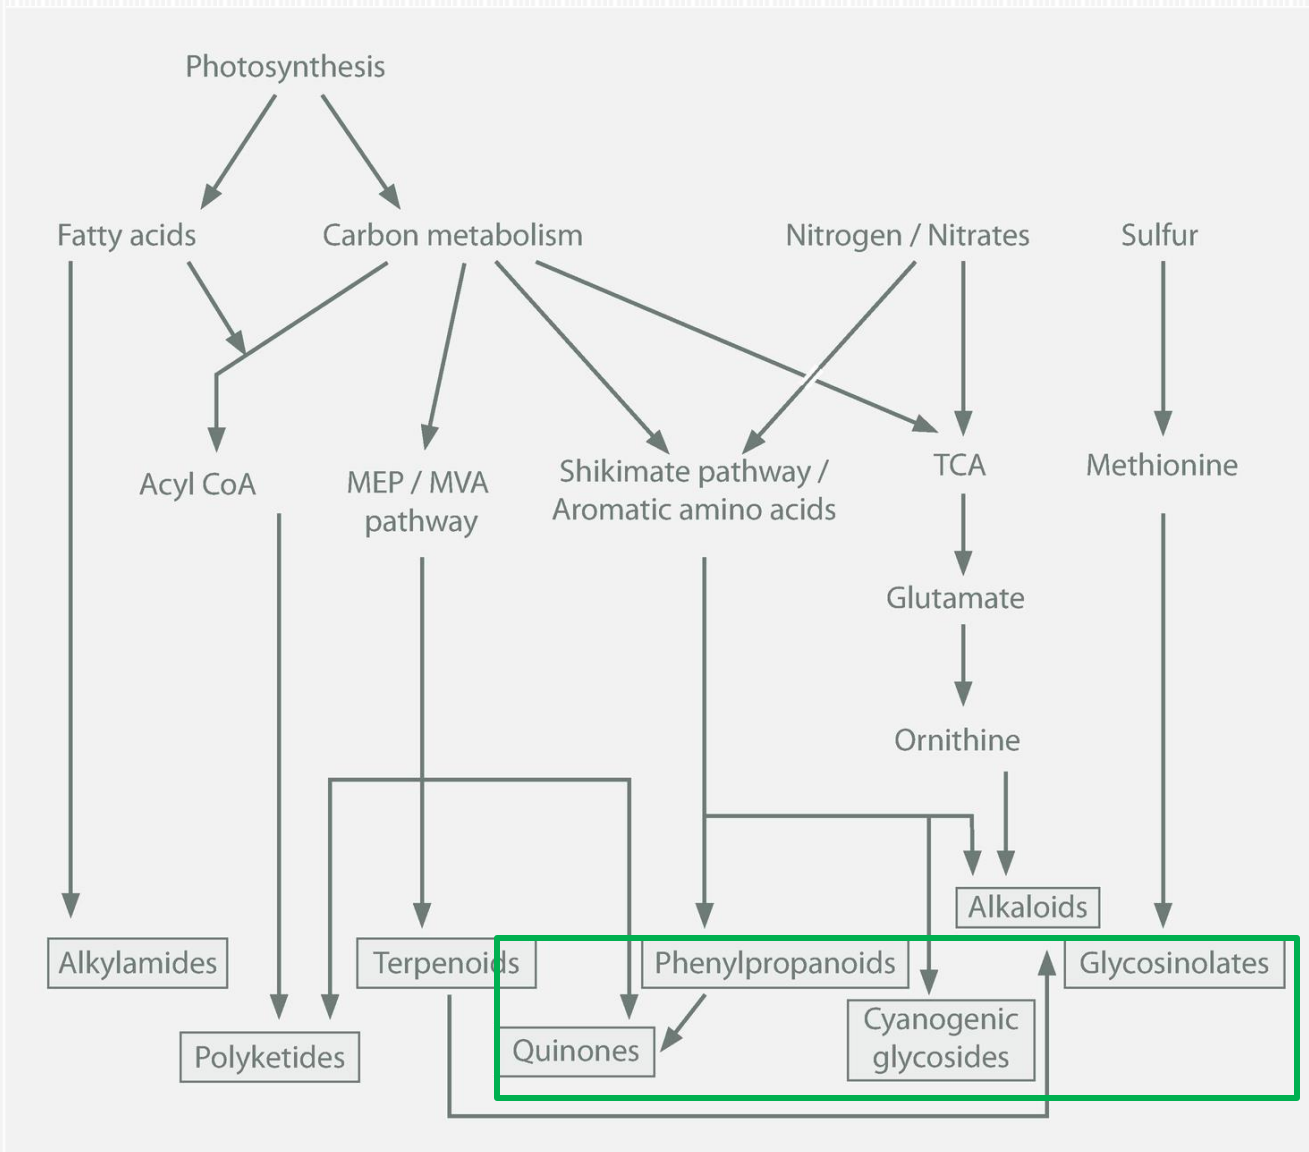 Photosynthesis
Fatty acids
Carbon metabolism
Nitrogen / Nitrates
Sulfur
Acyl CoA
MEP / MVA
pathway
Shikimate pathway /
Aromatic amino acids
TCA
Methionine
Glutamate
Ornithine
Alkaloids
Alkylamides
Terpenoids
Phenylpropanoids
Glycosinolates
Polyketides
Quinones
Cyanogenic
glycosides